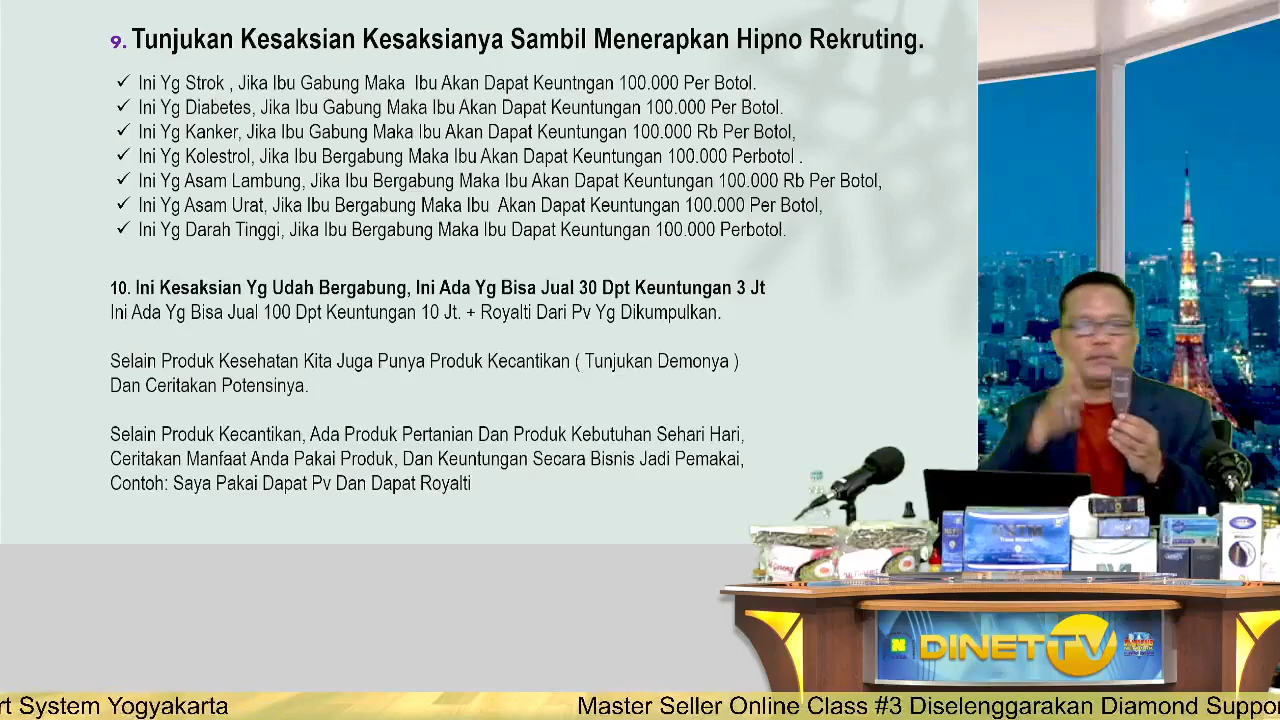 9. Tunjukan Kesaksian Kesaksianya Sambil Menerapkan Hipno Rekruting.
✓ Ini Yg Strok , Jika Ibu Gabung Maka Ibu Akan Dapat Keuntngan 100.000 Per Botol.
✓ Ini Yg Diabetes, Jika Ibu Gabung Maka Ibu Akan Dapat Keuntungan 100.000 Per Botol.
✓ Ini Yg Kanker, Jika Ibu Gabung Maka Ibu Akan Dapat Keuntungan 100.000 Rb Per Botol,
✓ Ini Yg Kolestrol, Jika Ibu Bergabung Maka Ibu Akan Dapat Keuntungan 100.000 Perbotol .
✓ Ini Yg Asam Lambung, Jika Ibu Bergabung Maka Ibu Akan Dapat Keuntungan 100.000 Rb Per Botol,
✓ Ini Yg Asam Urat, Jika Ibu Bergabung Maka Ibu Akan Dapat Keuntungan 100.000 Per Botol,
✓ Ini Yg Darah Tinggi, Jika Ibu Bergabung Maka Ibu Dapat Keuntungan 100.000 Perbotol.
10. Ini Kesaksian Yg Udah Bergabung, Ini Ada Yg Bisa Jual 30 Dpt Keuntungan 3 Jt
Ini Ada Yg Bisa Jual 100 Dpt Keuntungan 10 Jt. + Royalti Dari Pv Yg Dikumpulkan.
Selain Produk Kesehatan Kita Juga Punya Produk Kecantikan ( Tunjukan Demonya )
Dan Ceritakan Potensinya.
Selain Produk Kecantikan, Ada Produk Pertanian Dan Produk Kebutuhan Sehari Hari,
Ceritakan Manfaat Anda Pakai Produk, Dan Keuntungan Secara Bisnis Jadi Pemakai,
Contoh: Saya Pakai Dapat Pv Dan Dapat Royalti
DINET TV
rt System Yogyakarta Master Seller Online Class #3 Diselenggarakan Diamond Suppo